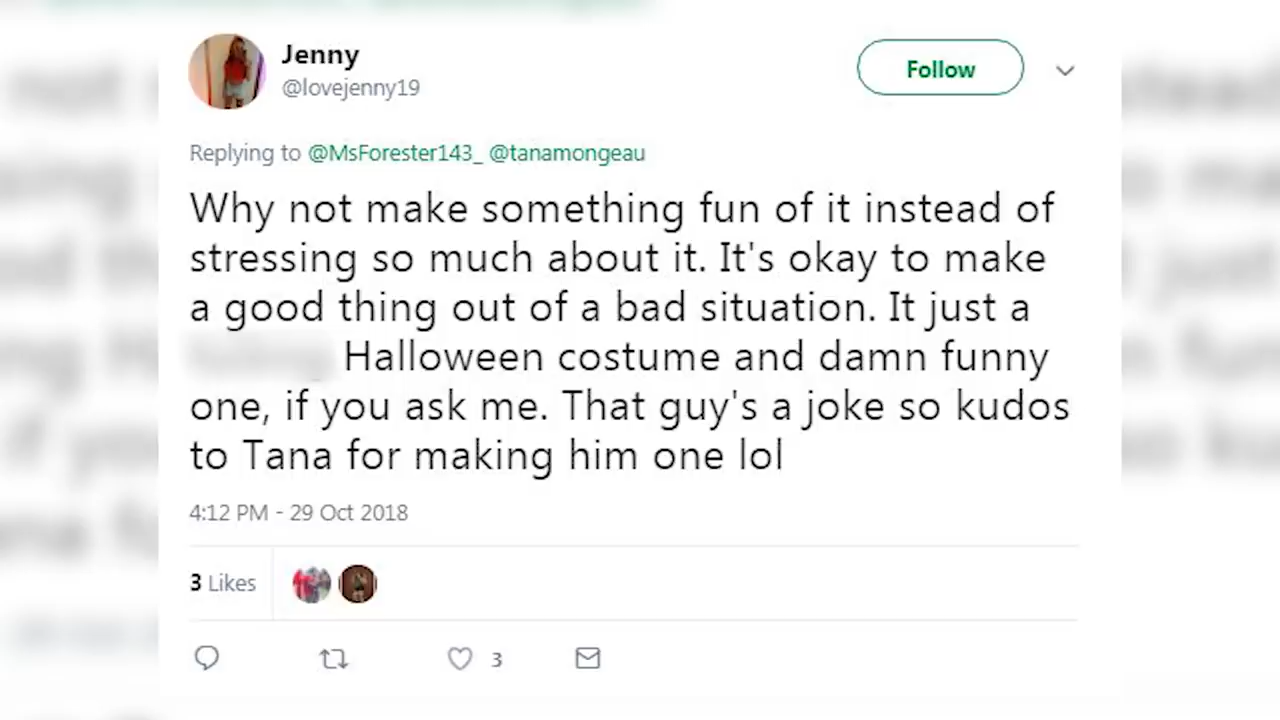 Jenny
@lovejenny19
Follow
Replying to @MsForester143_ @tanamongeau
Why not make something fun of it instead of
stressing so much about it. It's okay to make
a good thing out of a bad situation. It just a
Halloween costume and damn funny
one, if you ask me. That guy's a joke so kudos
to Tana for making him one lol
4:12 PM - 29 Oct 2018
3 Likes
3